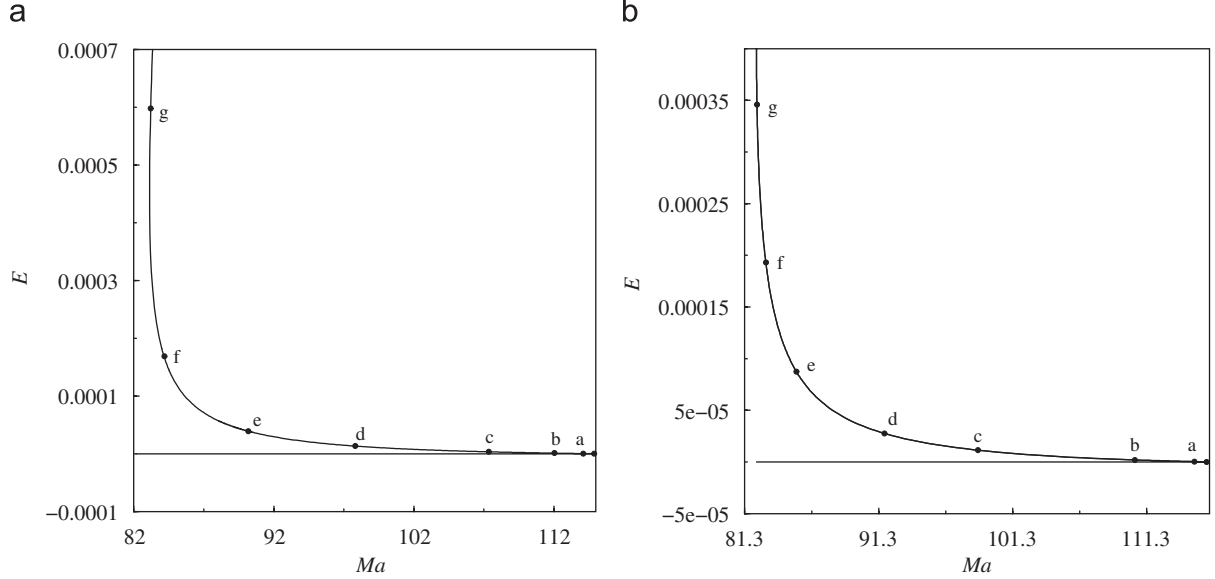 a
0.0007
0.0005
0.0003
0.0001
−0.0001
E
g
f
e
d
c
b
a
82
92
102
112
Ma
b
0.00035
0.00025
0.00015
5e−05
−5e−05
E
g
f
e
d
c
b
a
81.3
91.3
101.3
111.3
Ma